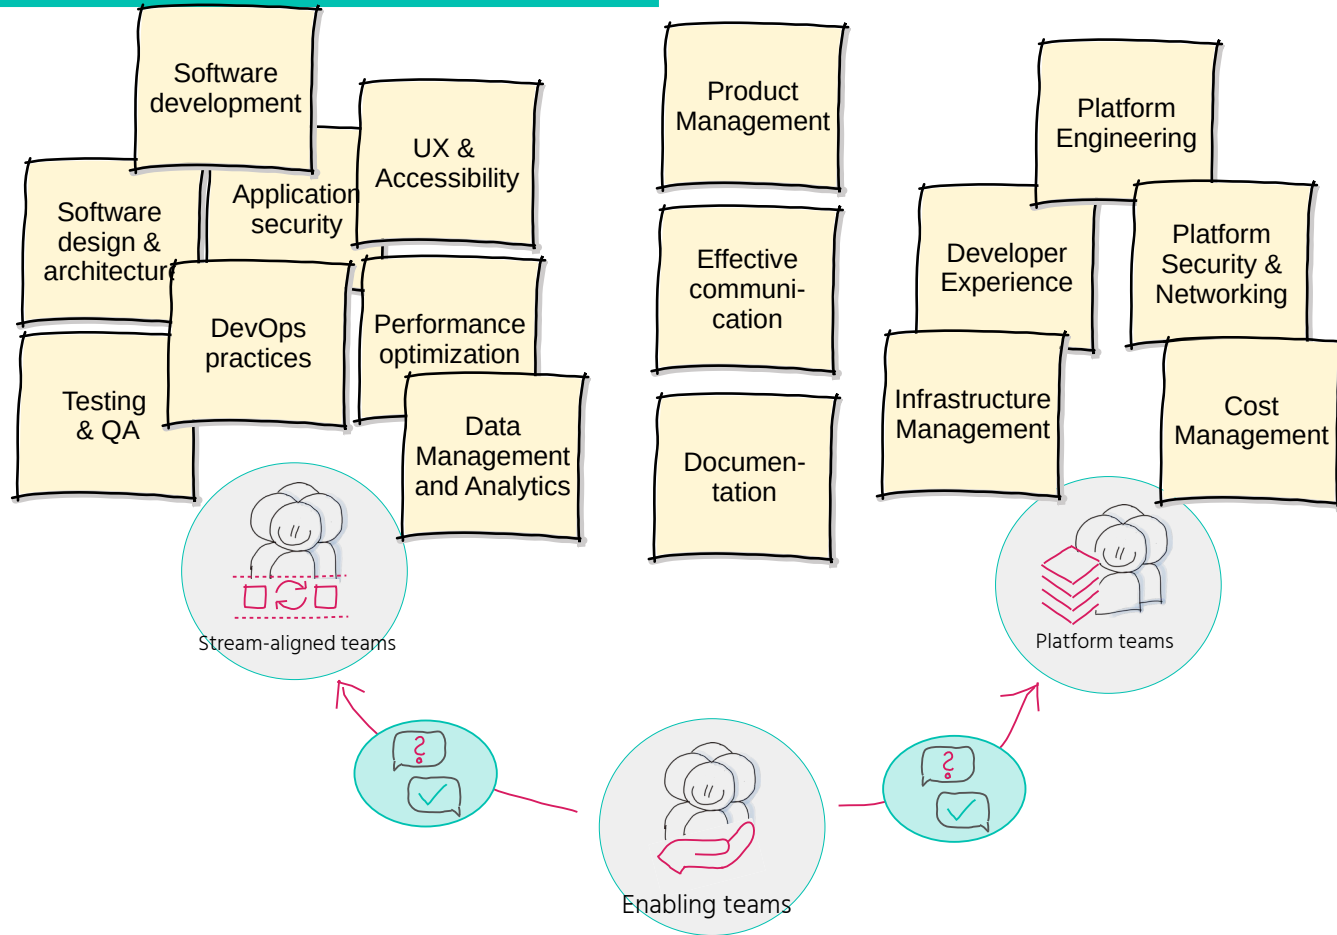 Software
development
UX &
Accessibility
Application
security
Software
design &
architecture
DevOps
practices
Performance
optimization
Testing
& QA
Data
Management
and Analytics
Stream-aligned teams
Product
Management
Effective
communi-
cation
Documen-
tation
Platform
Engineering
Developer
Experience
Platform
Security &
Networking
Infrastructure
Management
Cost
Management
Platform teams
?
?
Enabling teams